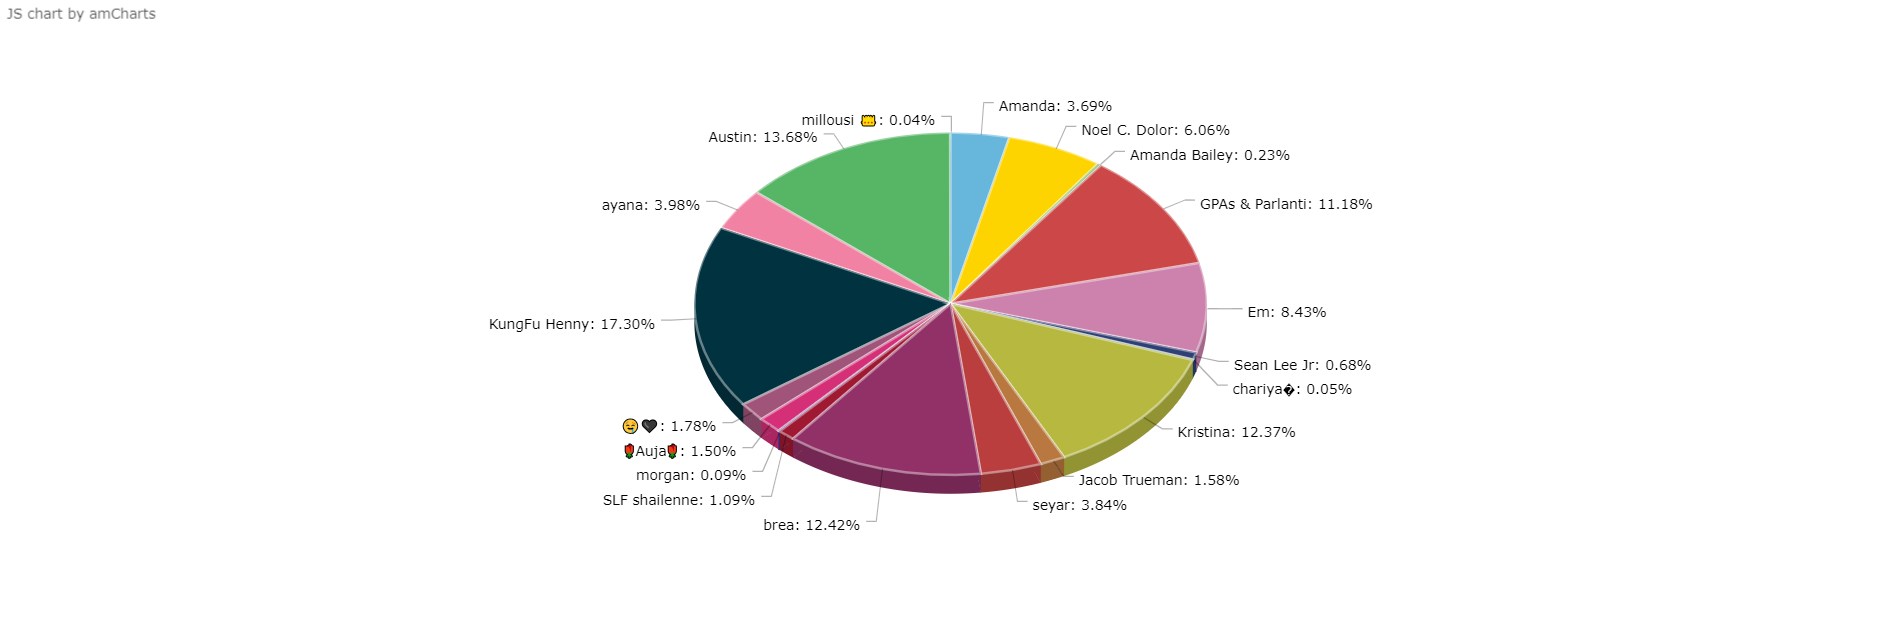 JS chart by amCharts
Amanda: 3.69%
millousi : 0.04%
Noel C. Dolor: 6.06%
Austin: 13.68%
Amanda Bailey: 0.23%
GPAs & Parlanti: 11.18%
ayana: 3.98%
Em: 8.43%
KungFu Henny: 17.30%
Sean Lee Jr: 0.68%
chariya�: 0.05%
🤤🖤: 1.78%
Kristina: 12.37%
🌹Auja🌹: 1.50%
morgan: 0.09%
Jacob Trueman: 1.58%
SLF shailenne: 1.09%
seyar: 3.84%
brea: 12.42%